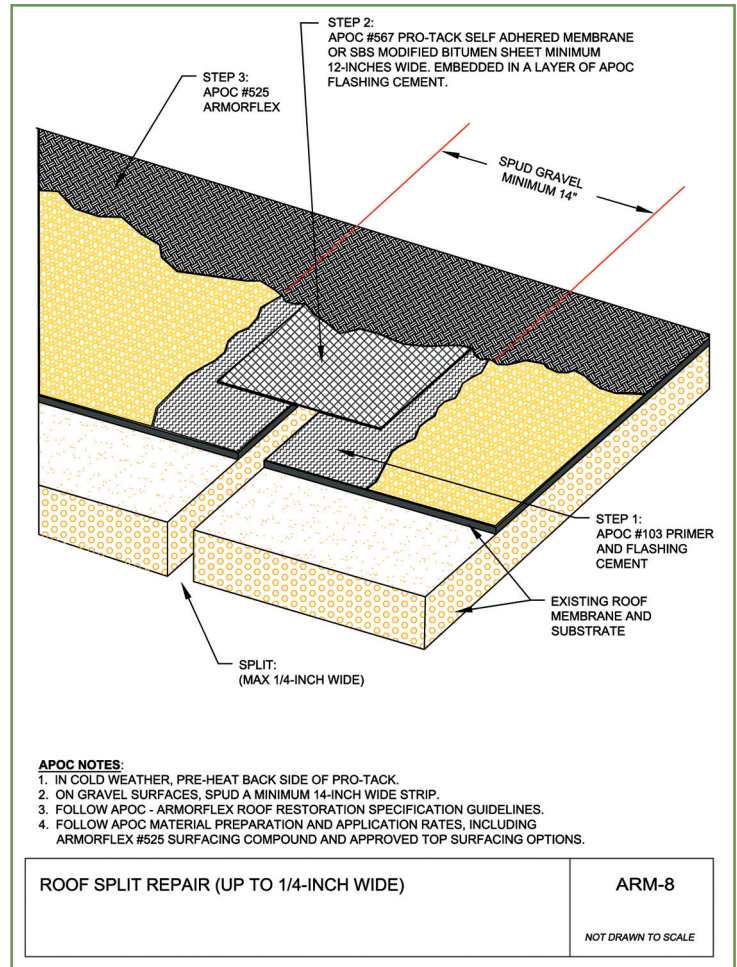 STEP 2:
APOC #567 PRO-TACK SELF ADHERED MEMBRANE
OR SBS MODIFIED BITUMEN SHEET MINIMUM
12-INCHES WIDE. EMBEDDED IN A LAYER OF APOC
FLASHING CEMENT.
STEP 3:
APOC #525
ARMORFLEX
SPUD GRAVEL
MINIMUM 14"
STEP 1:
APOC #103 PRIMER
AND FLASHING
CEMENT
EXISTING ROOF
MEMBRANE AND
SUBSTRATE
SPLIT:
(MAX 1/4-INCH WIDE)
APOC NOTES:
1. IN COLD WEATHER, PRE-HEAT BACK SIDE OF PRO-TACK.
2. ON GRAVEL SURFACES, SPUD A MINIMUM 14-INCH WIDE STRIP.
3. FOLLOW APOC - ARMORFLEX ROOF RESTORATION SPECIFICATION GUIDELINES.
4. FOLLOW APOC MATERIAL PREPARATION AND APPLICATION RATES, INCLUDING
ARMORFLEX #525 SURFACING COMPOUND AND APPROVED TOP SURFACING OPTIONS.
ROOF SPLIT REPAIR (UP TO 1/4-INCH WIDE)
ARM-8
NOT DRAWN TO SCALE